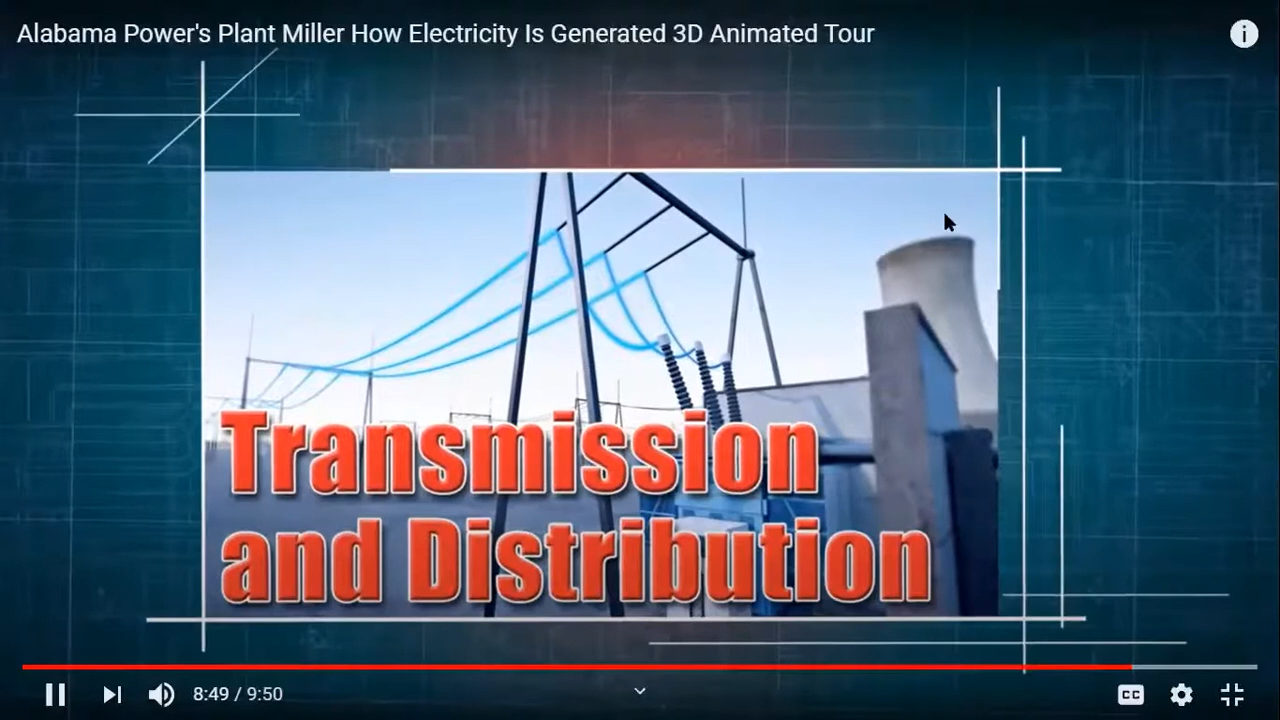 Alabama Power's Plant Miller How Electricity Is Generated 3D Animated Tour
i
Transmission
and Distribution
8:49 / 9:50
CC